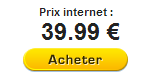 Prix internet :
39.99 €
Acheter